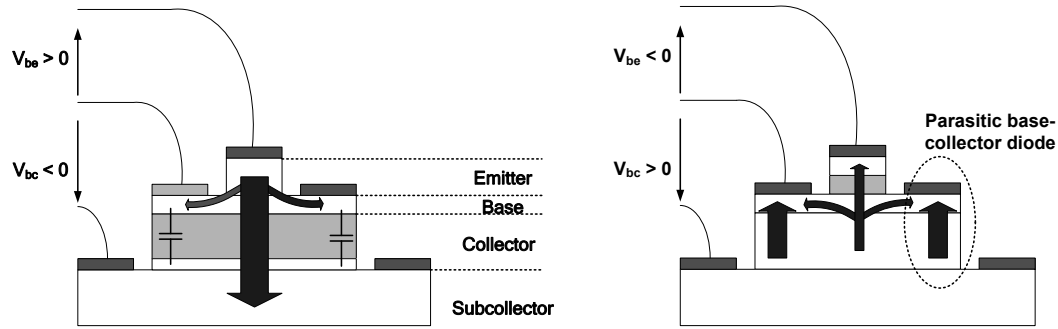 V_be > 0
V_bc < 0
Emitter
Base
Collector
Subcollector
V_be < 0
V_bc > 0
Parasitic base-
collector diode